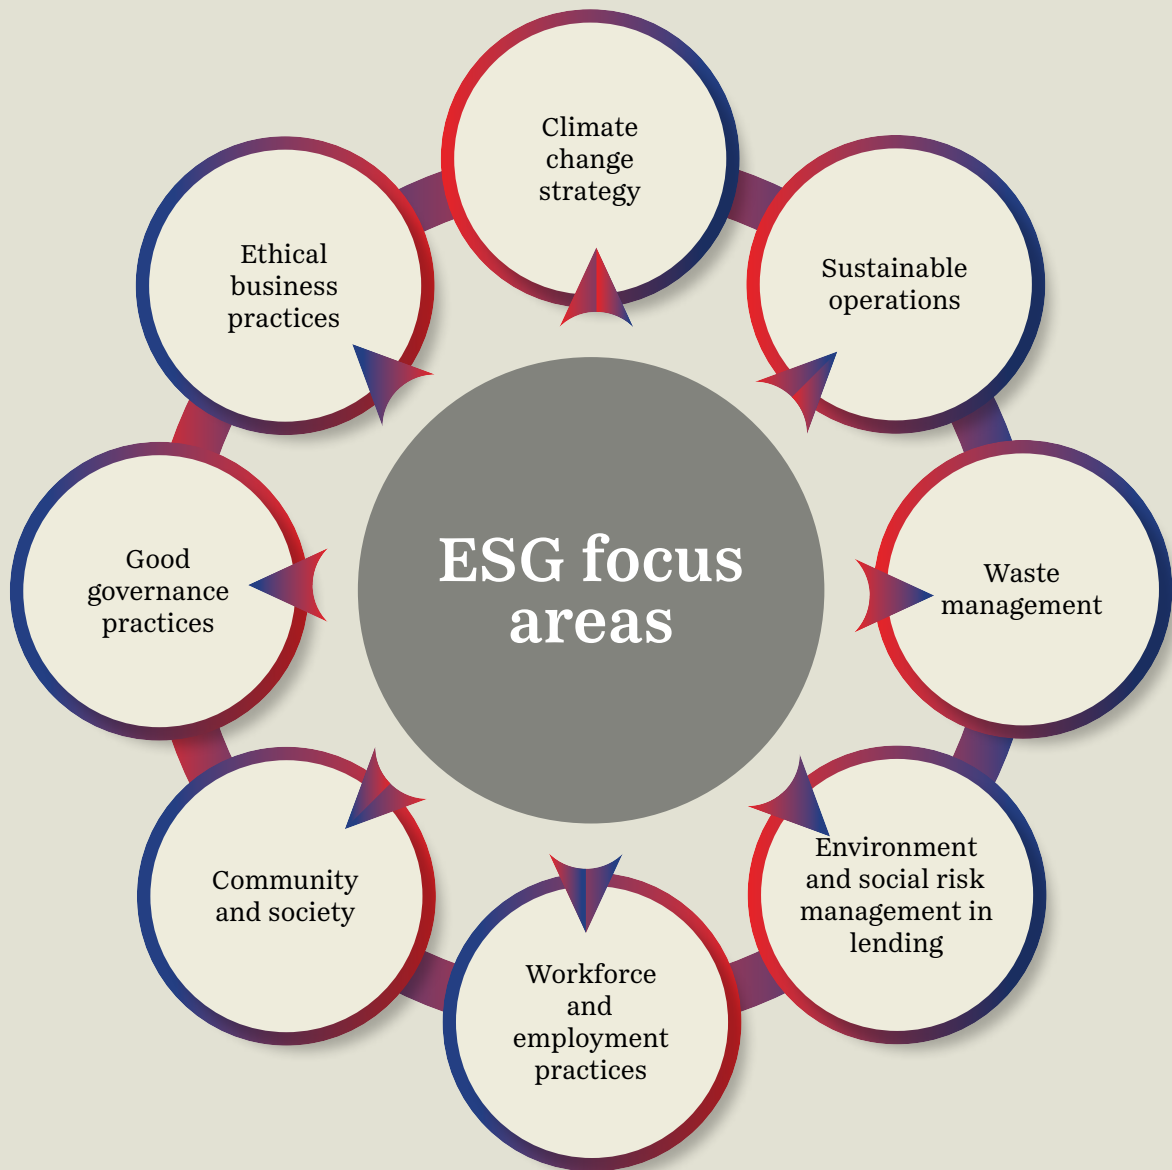 Climate
change
strategy
Sustainable
operations
Waste
management
Environment
and social risk
management in
lending
Workforce
and
employment
practices
Community
and society
Good
governance
practices
Ethical
business
practices
ESG focus
areas